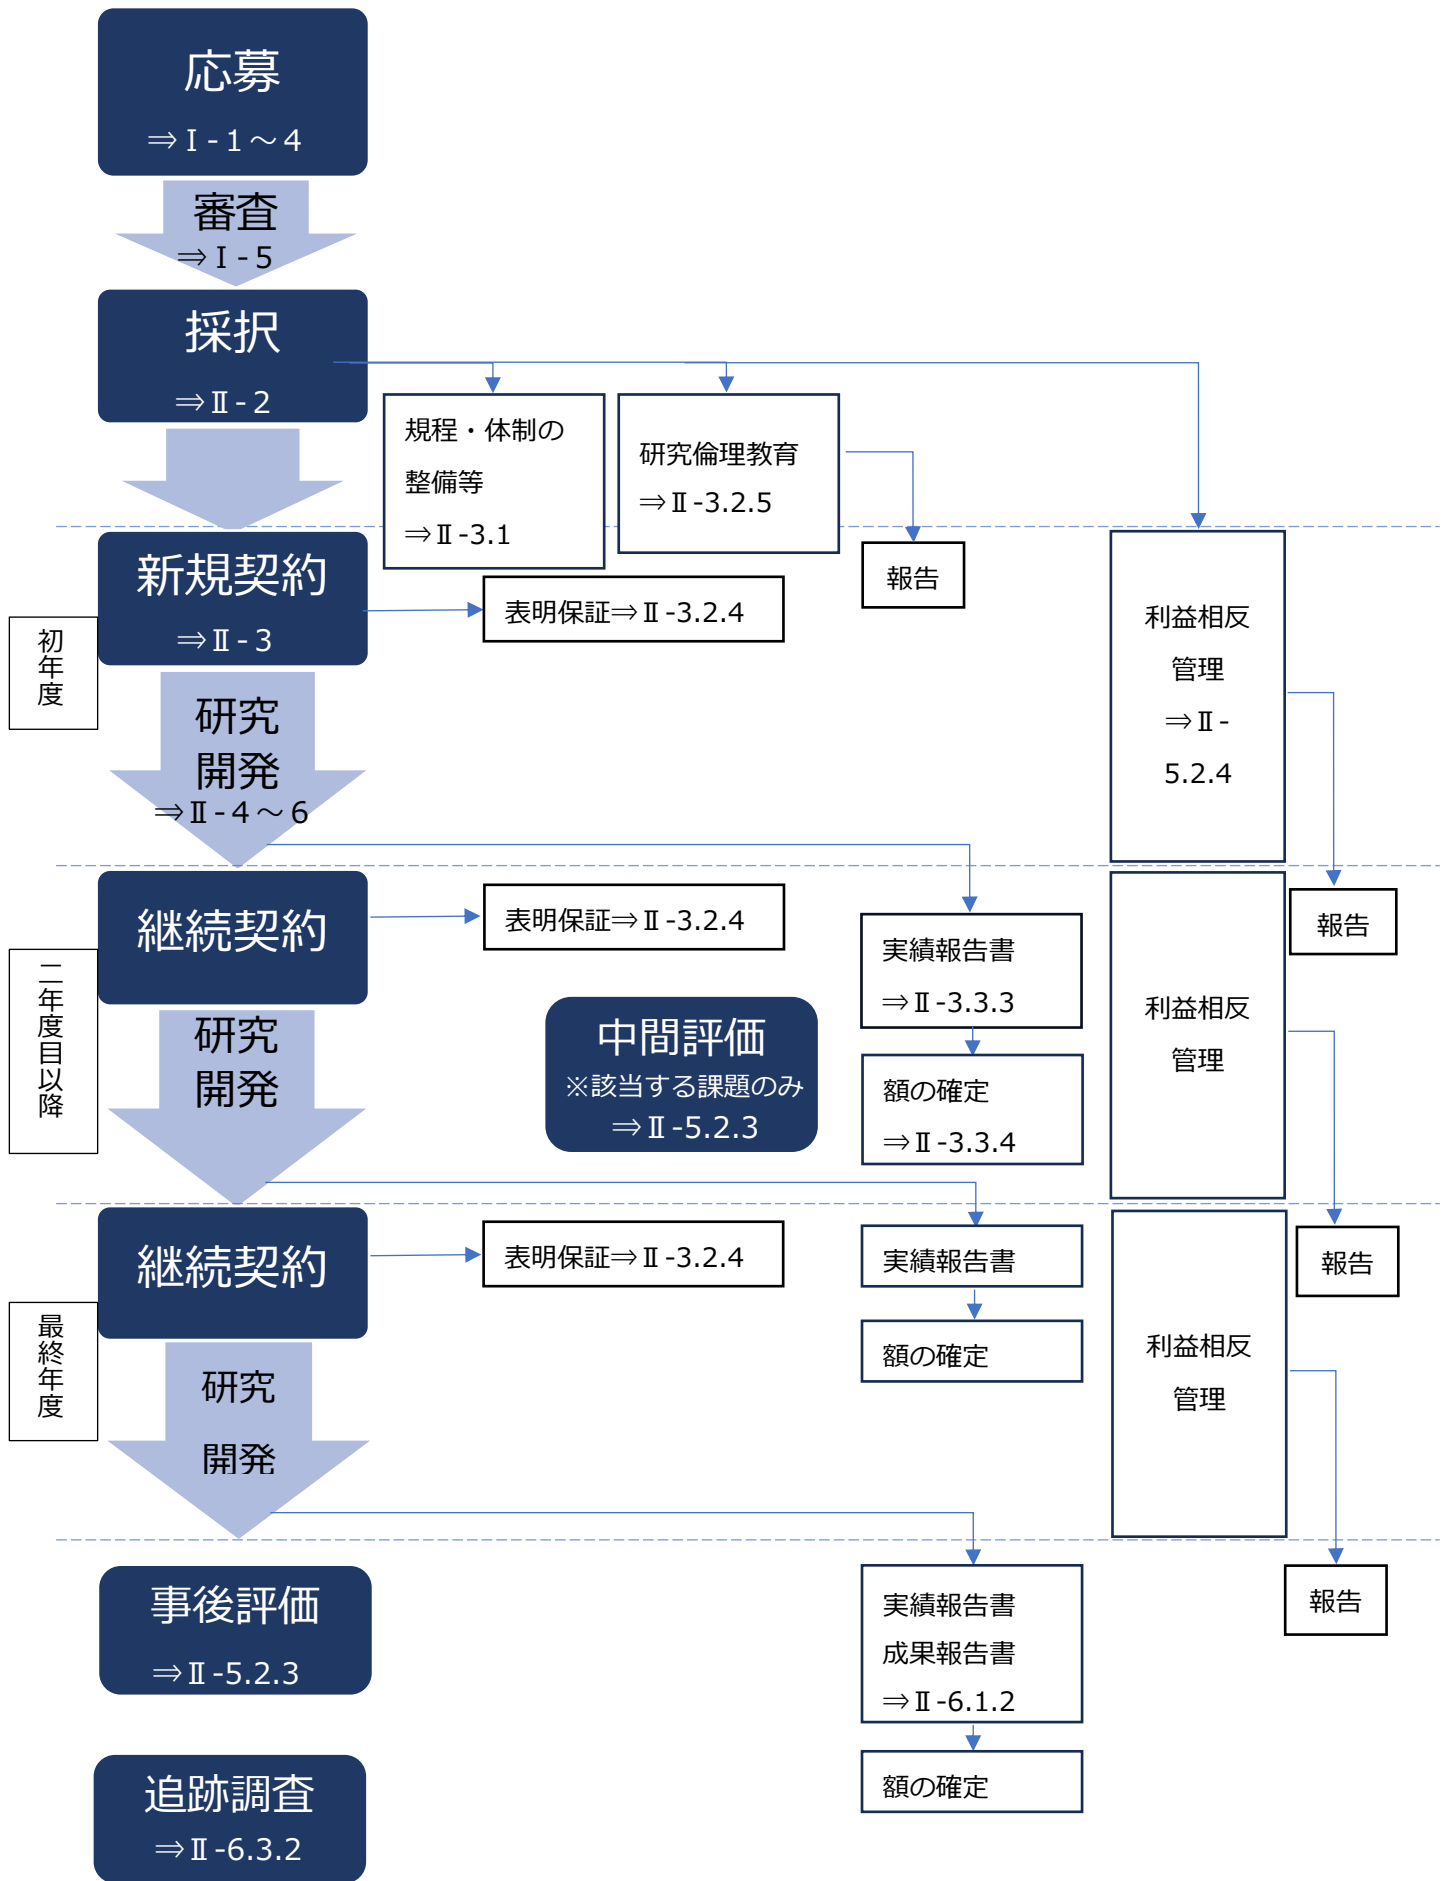 応募
⇒Ⅰ-1～4
審査
⇒Ⅰ-5
採択
⇒Ⅱ-2
規程・体制の
整備等
⇒Ⅱ-3.1
研究倫理教育
⇒Ⅱ-3.2.5
報告
新規契約
⇒Ⅱ-3
初年度
表明保証⇒Ⅱ-3.2.4
利益相反
管理
⇒Ⅱ-
5.2.4
研究
開発
⇒Ⅱ-4～6
報告
継続契約
二年度目以降
表明保証⇒Ⅱ-3.2.4
実績報告書
⇒Ⅱ-3.3.3
利益相反
管理
研究
開発
中間評価
※該当する課題のみ
⇒Ⅱ-5.2.3
額の確定
⇒Ⅱ-3.3.4
報告
継続契約
最終年度
表明保証⇒Ⅱ-3.2.4
実績報告書
額の確定
利益相反
管理
研究
開発
報告
事後評価
⇒Ⅱ-5.2.3
実績報告書
成果報告書
⇒Ⅱ-6.1.2
額の確定
追跡調査
⇒Ⅱ-6.3.2